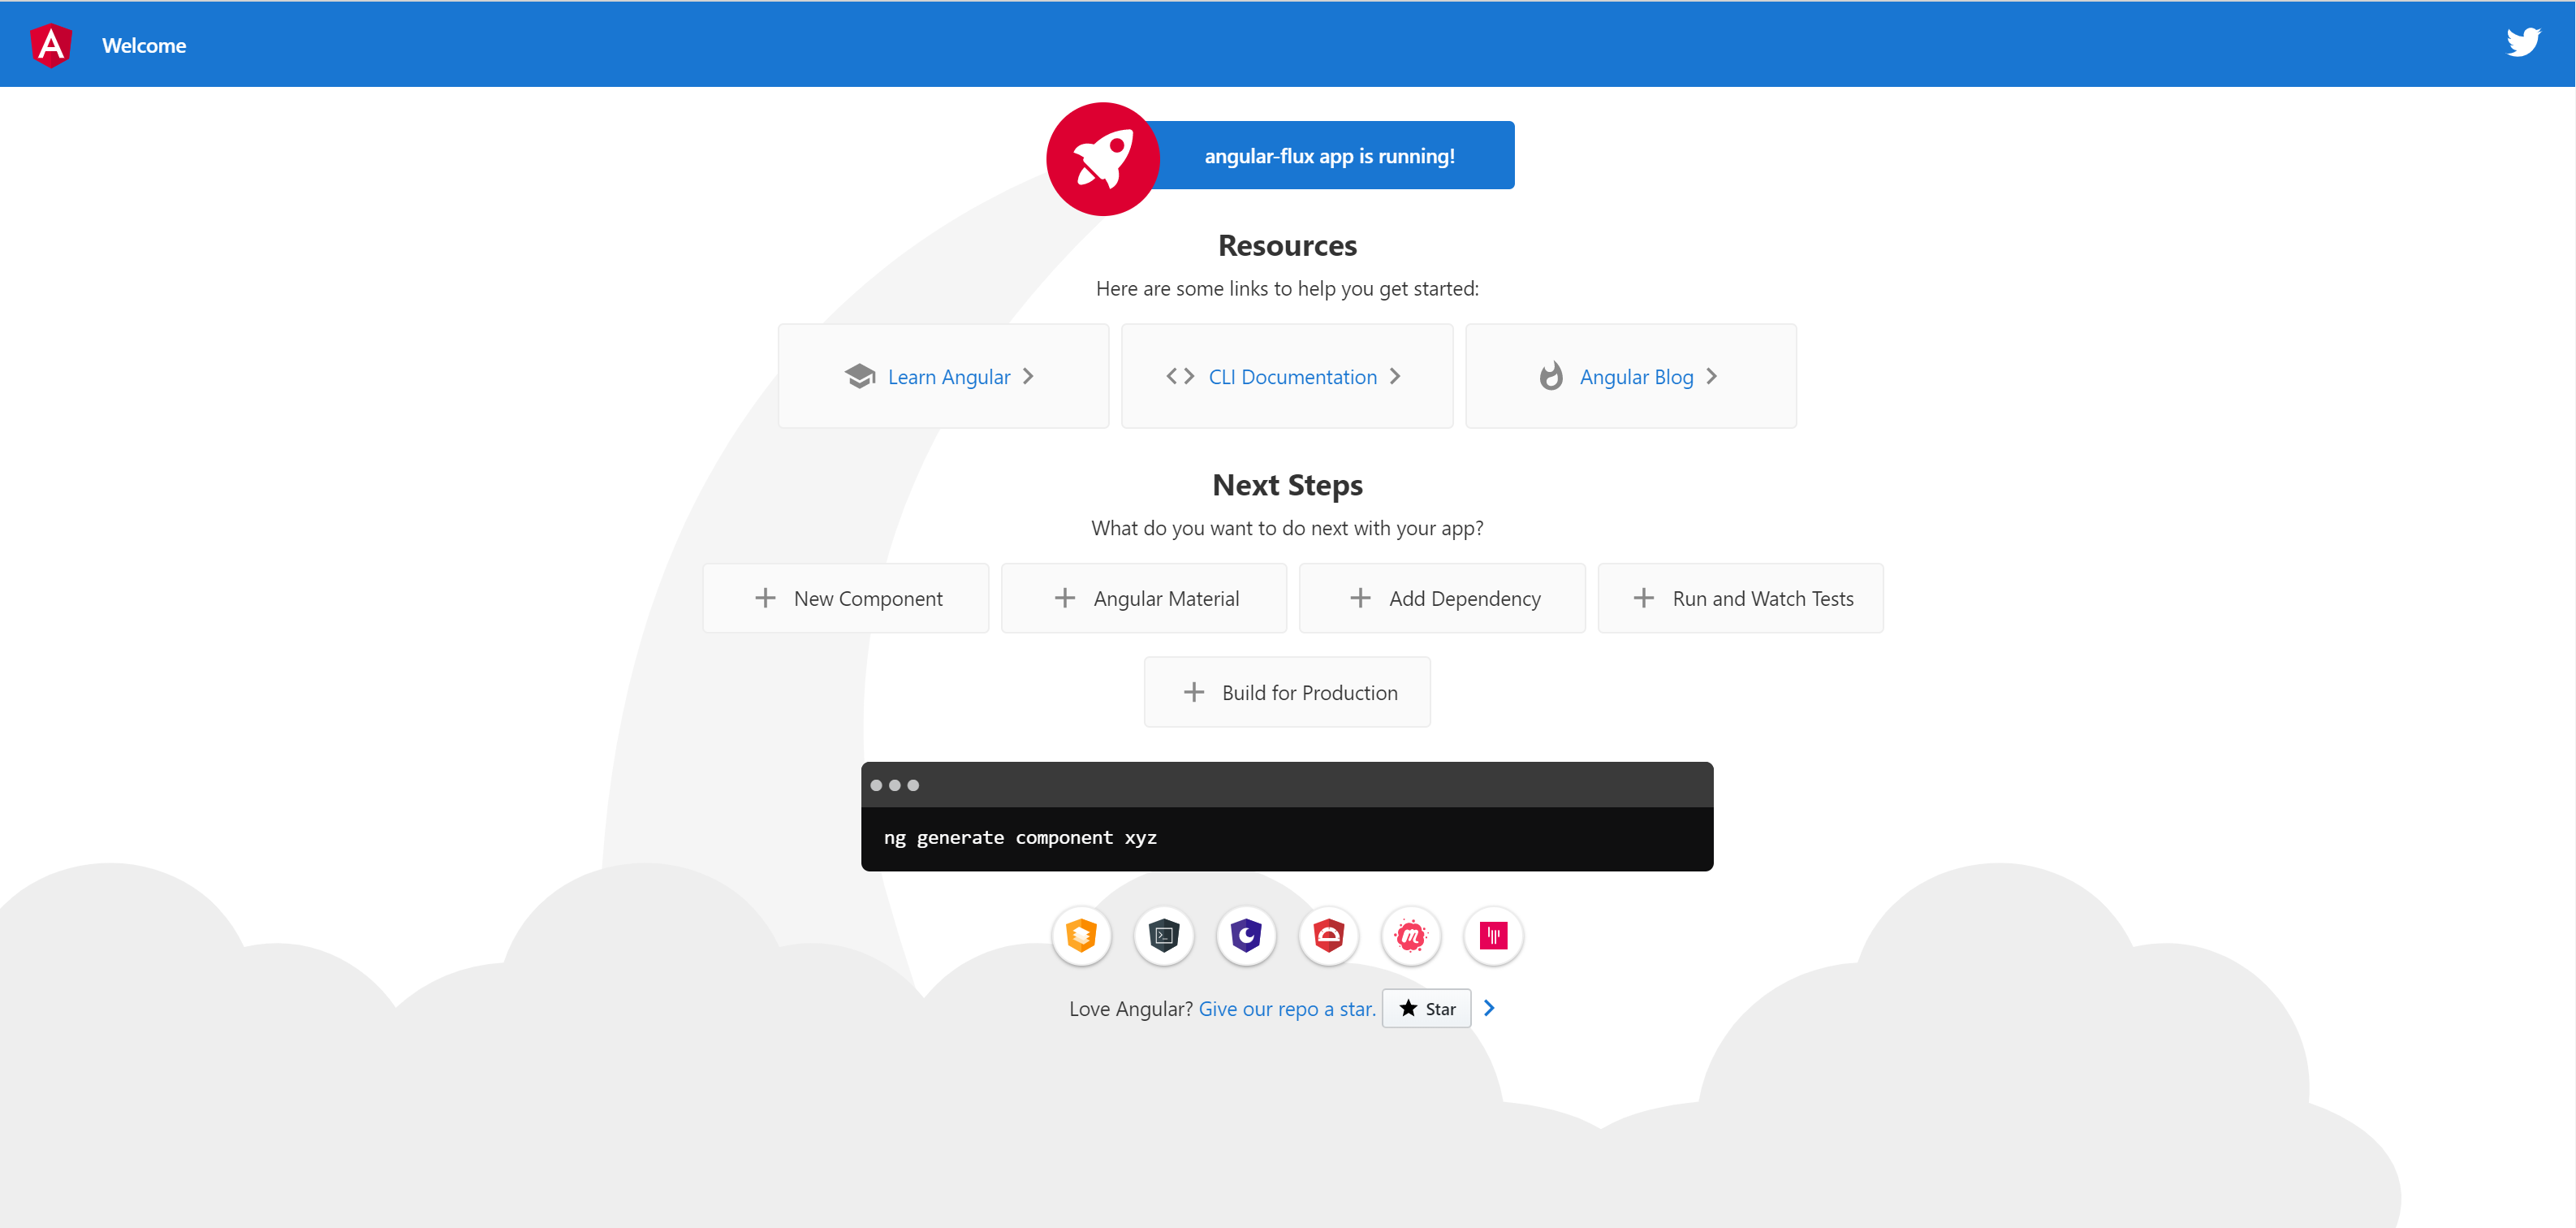 Welcome
angular-flux app is running!
Resources
Here are some links to help you get started:
Learn Angular
CLI Documentation
Angular Blog
Next Steps
What do you want to do next with your app?
New Component
Angular Material
Add Dependency
Run and Watch Tests
Build for Production
ng generate component xyz
Love Angular? Give our repo a star. Star